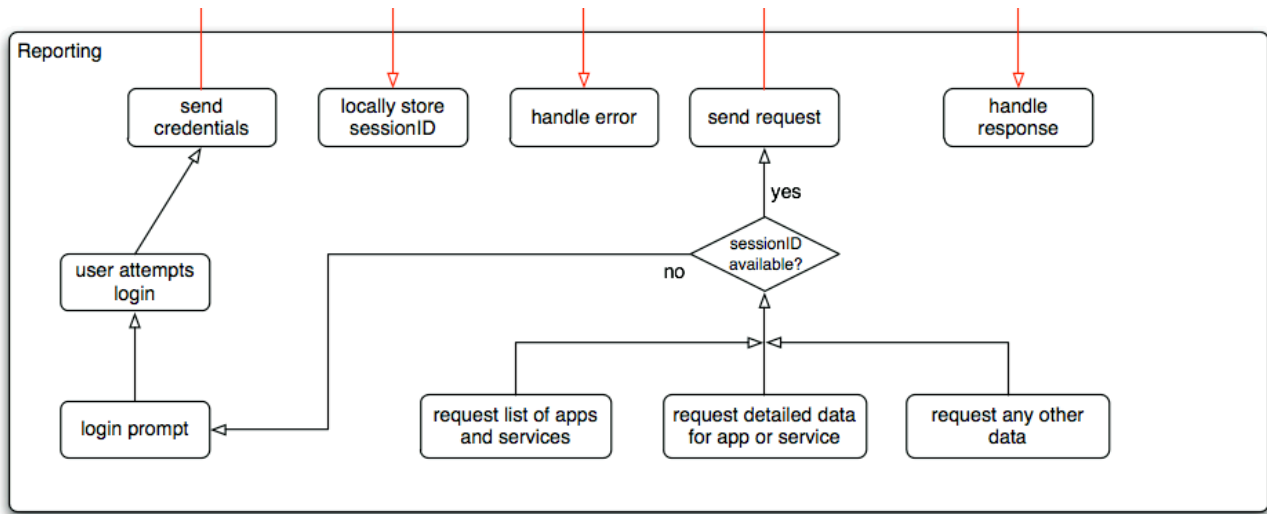 Reporting
send
credentials
locally store
sessionID
handle error
send request
handle
response
yes
sessionID
available?
no
user attempts
login
login prompt
request list of apps
and services
request detailed data
for app or service
request any other
data